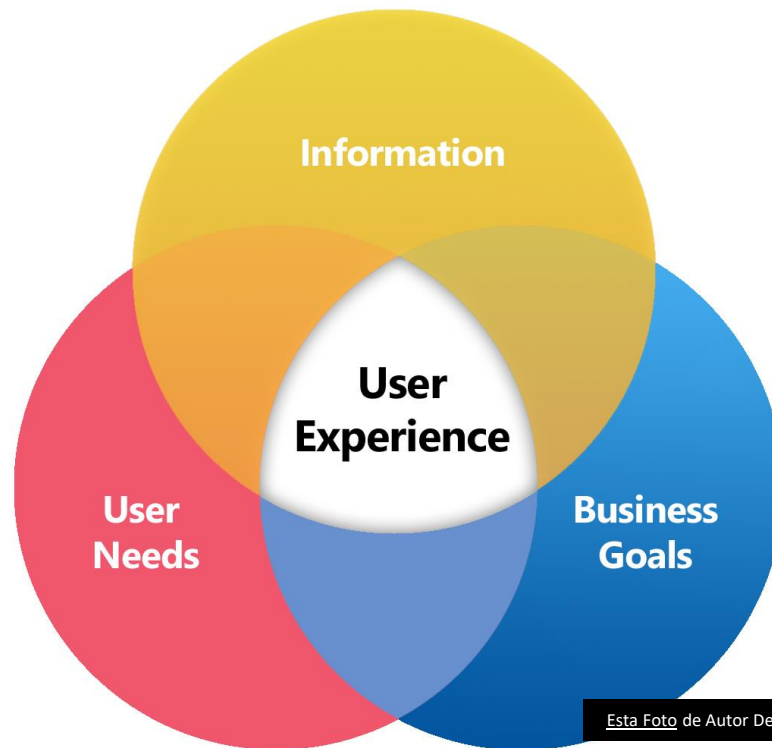 Information
User
Experience
User
Needs
Business
Goals
Esta Foto de Autor De